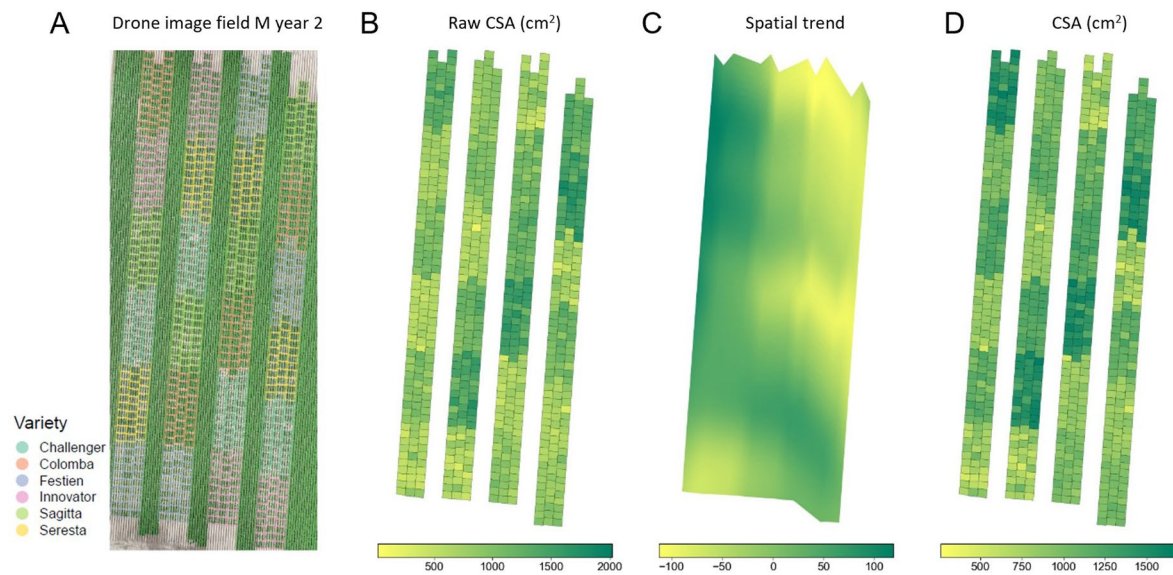 A Drone image field M year 2
B Raw CSA (cm²)
C Spatial trend
D CSA (cm²)
Variety
Challenger
Colomba
Festien
Innovator
Sagitta
Seresta
500 1000 1500 2000
−100 −50 0 50 100
500 750 1000 1250 1500